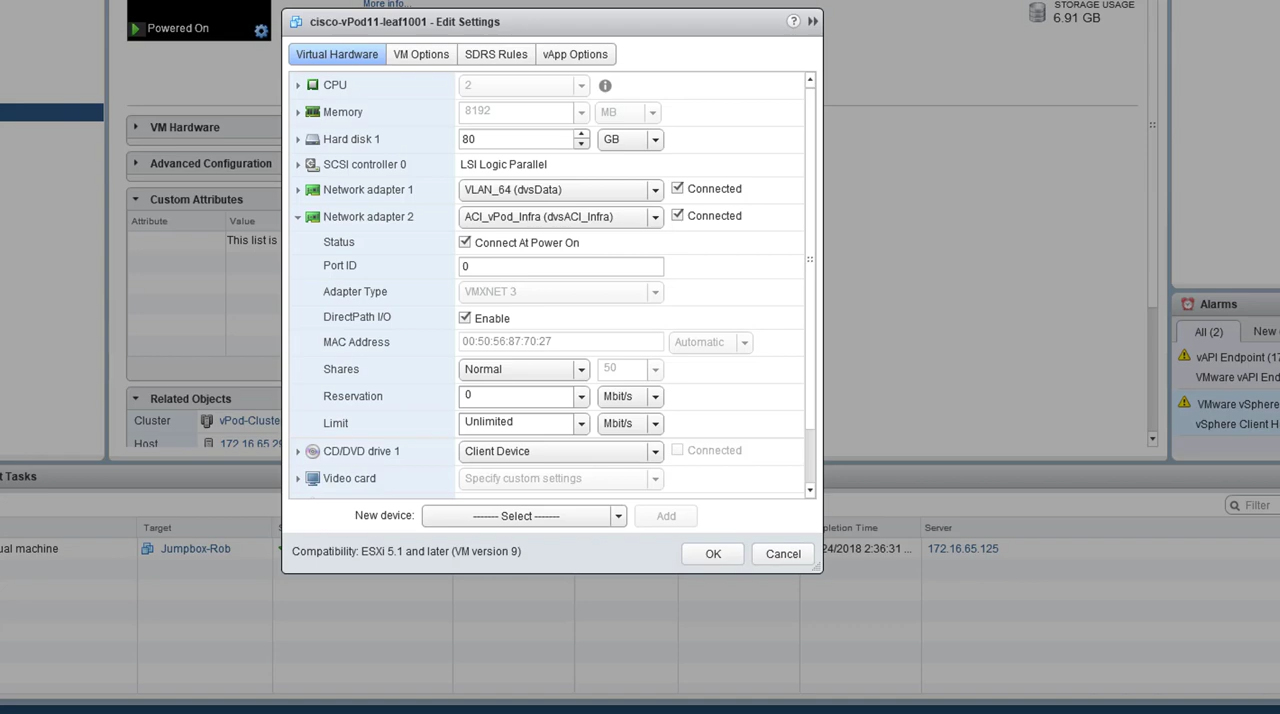 More info...
Powered On
STORAGE USAGE
6.91 GB
cisco-vPod11-leaf1001 - Edit Settings
Virtual Hardware VM Options SDRS Rules vApp Options
CPU 2
Memory 8192 MB
Hard disk 1 80 GB
SCSI controller 0 LSI Logic Parallel
Network adapter 1 VLAN_64 (dvsData) Connected
Network adapter 2 ACI_vPod_Infra (dvsACI_Infra) Connected
Status Connect At Power On
Port ID 0
Adapter Type VMXNET 3
DirectPath I/O Enable
MAC Address 00:50:56:87:70:27 Automatic
Shares Normal 50
Reservation 0 Mbit/s
Limit Unlimited Mbit/s
CD/DVD drive 1 Client Device Connected
Video card Specify custom settings
New device: ------- Select ------- Add
Compatibility: ESXi 5.1 and later (VM version 9) OK Cancel
VM Hardware
Advanced Configuration
Custom Attributes
Attribute Value
This list is
Related Objects
Cluster vPod-Cluste
Host 172.16.65.2
Alarms
All (2) New
vAPI Endpoint (17
VMware vAPI End
VMware vSphere
vSphere Client H
t Tasks
Filter
Target pletion Time Server
ual machine Jumpbox-Rob 24/2018 2:36:31 ... 172.16.65.125